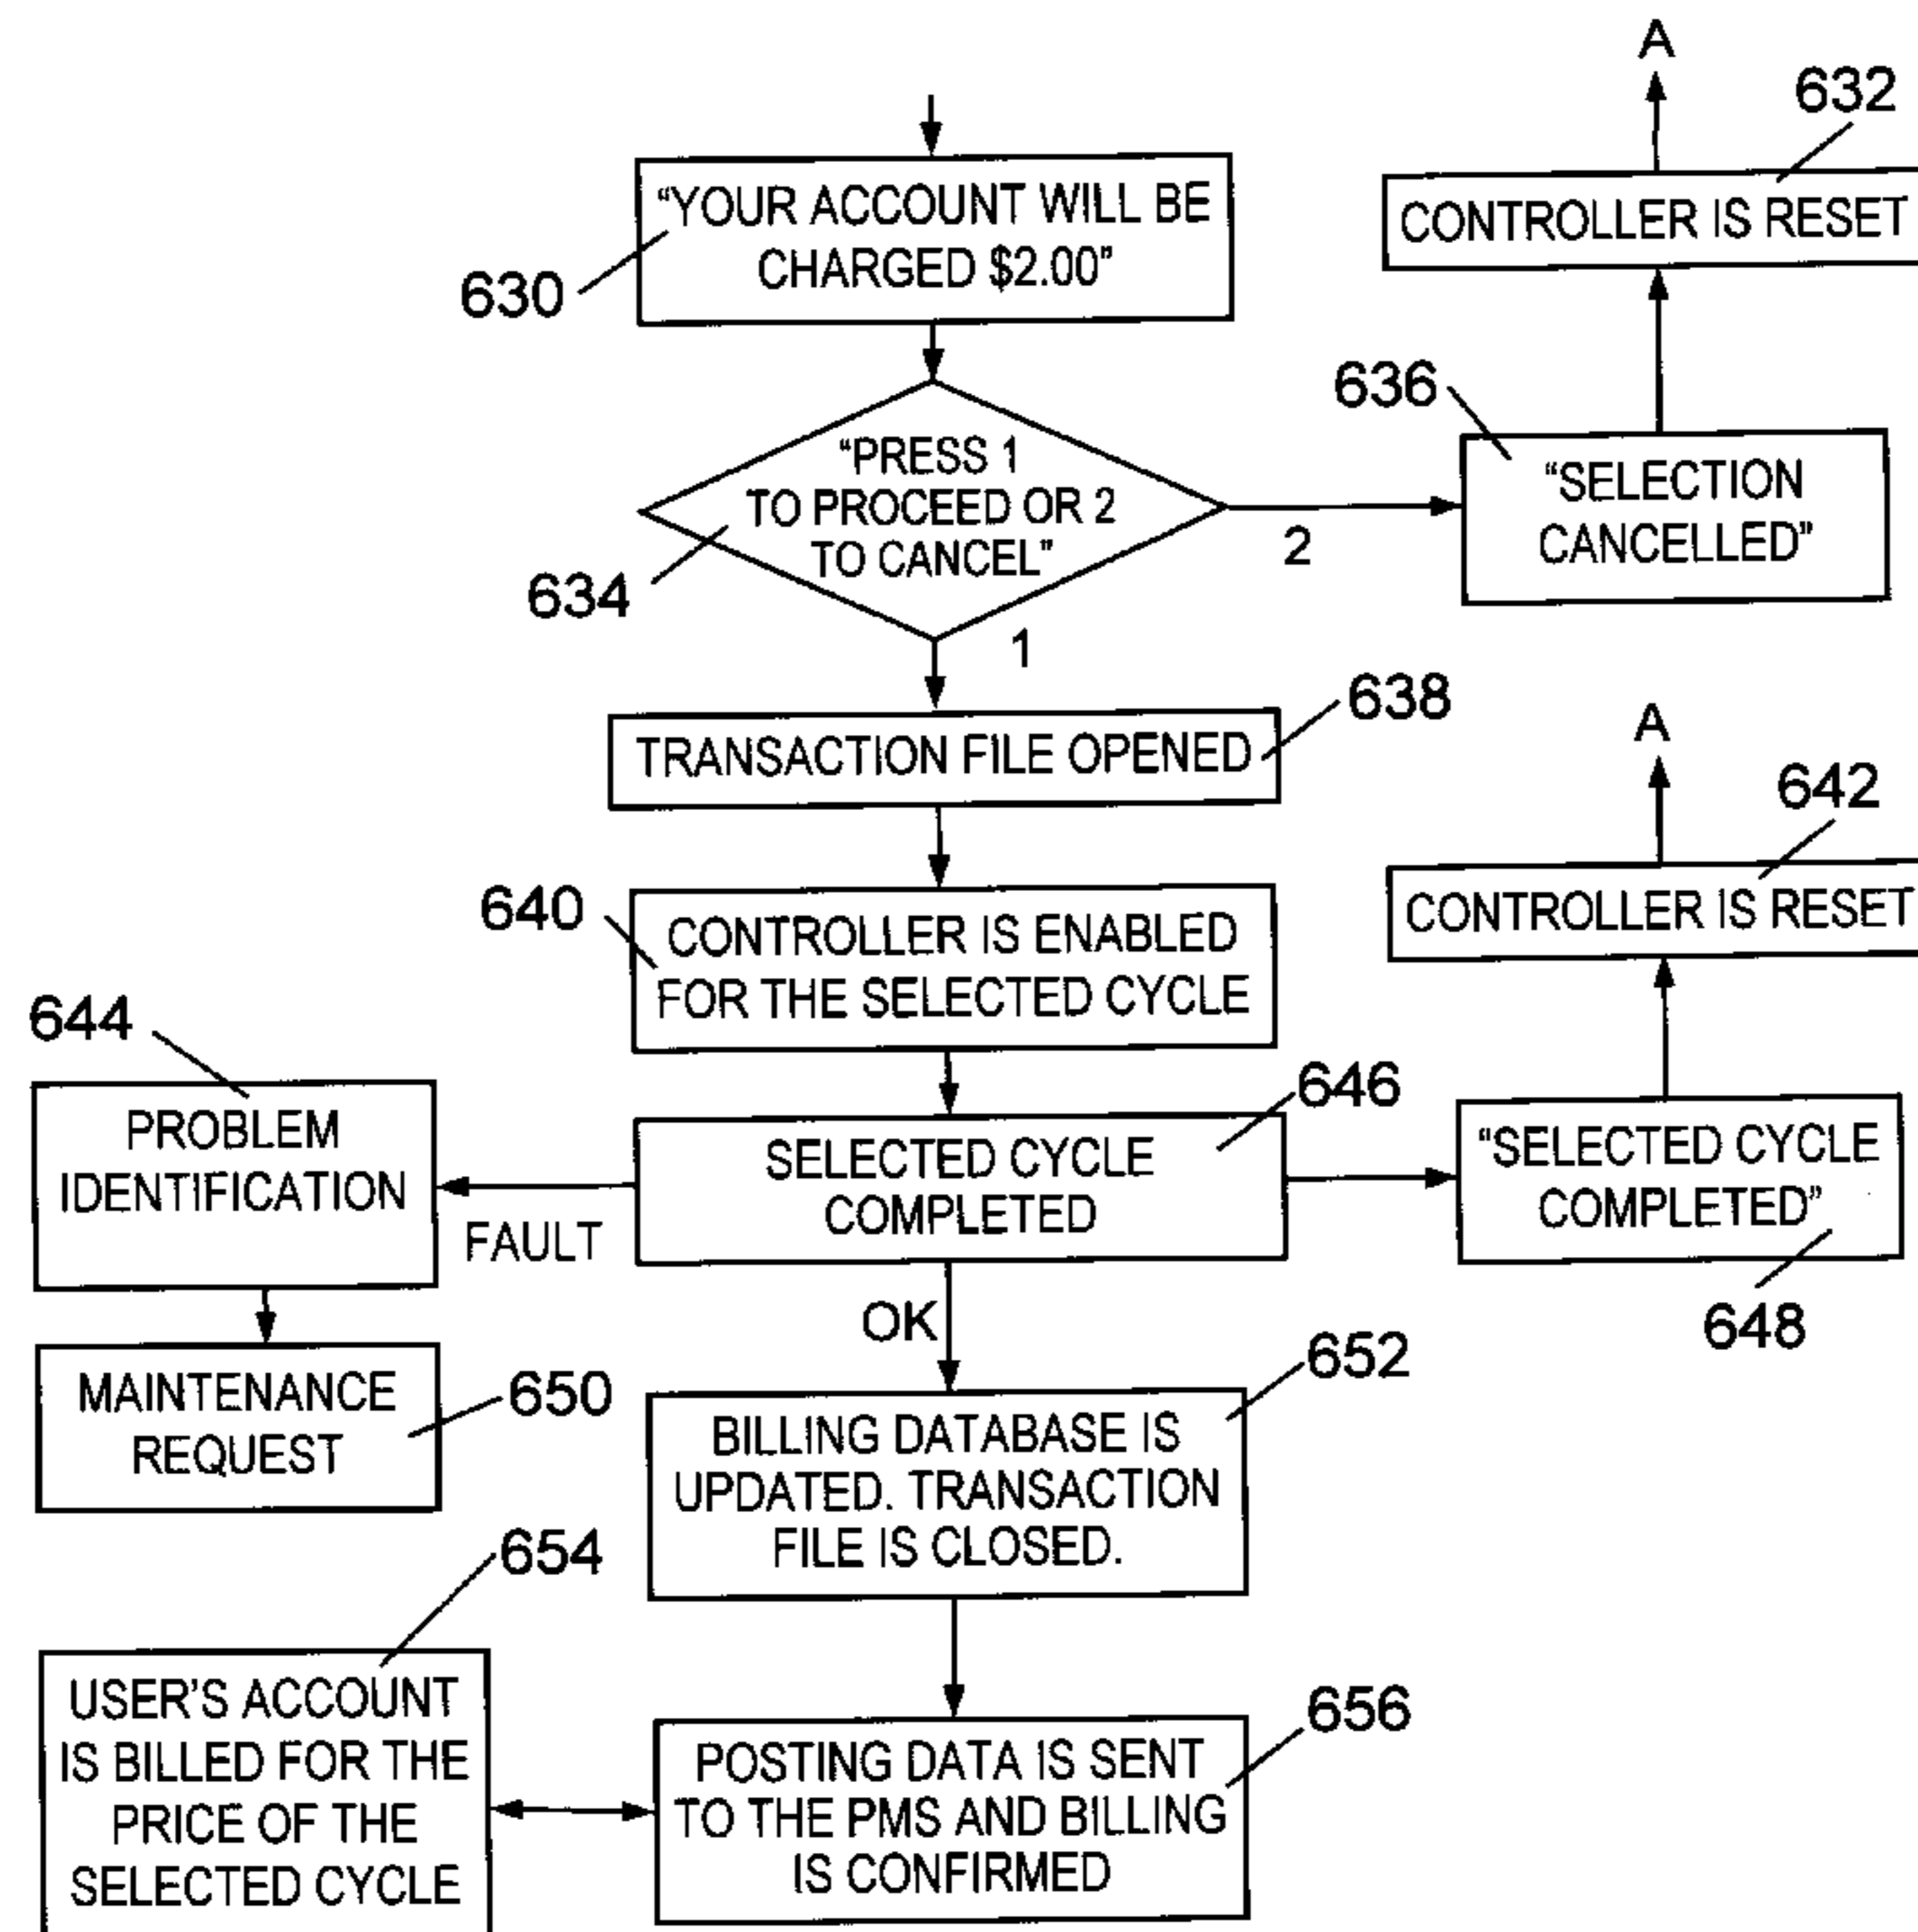 A
632
"YOUR ACCOUNT WILL BE
CHARGED $2.00"
630
CONTROLLER IS RESET
636
"PRESS 1
TO PROCEED OR 2
TO CANCEL"
634
2
"SELECTION
CANCELLED"
1
638
TRANSACTION FILE OPENED
A
642
640
CONTROLLER IS ENABLED
FOR THE SELECTED CYCLE
CONTROLLER IS RESET
644
PROBLEM
IDENTIFICATION
FAULT
646
SELECTED CYCLE
COMPLETED
"SELECTED CYCLE
COMPLETED"
648
OK
MAINTENANCE
REQUEST
650
652
BILLING DATABASE IS
UPDATED. TRANSACTION
FILE IS CLOSED.
654
USER'S ACCOUNT
IS BILLED FOR THE
PRICE OF THE
SELECTED CYCLE
656
POSTING DATA IS SENT
TO THE PMS AND BILLING
IS CONFIRMED